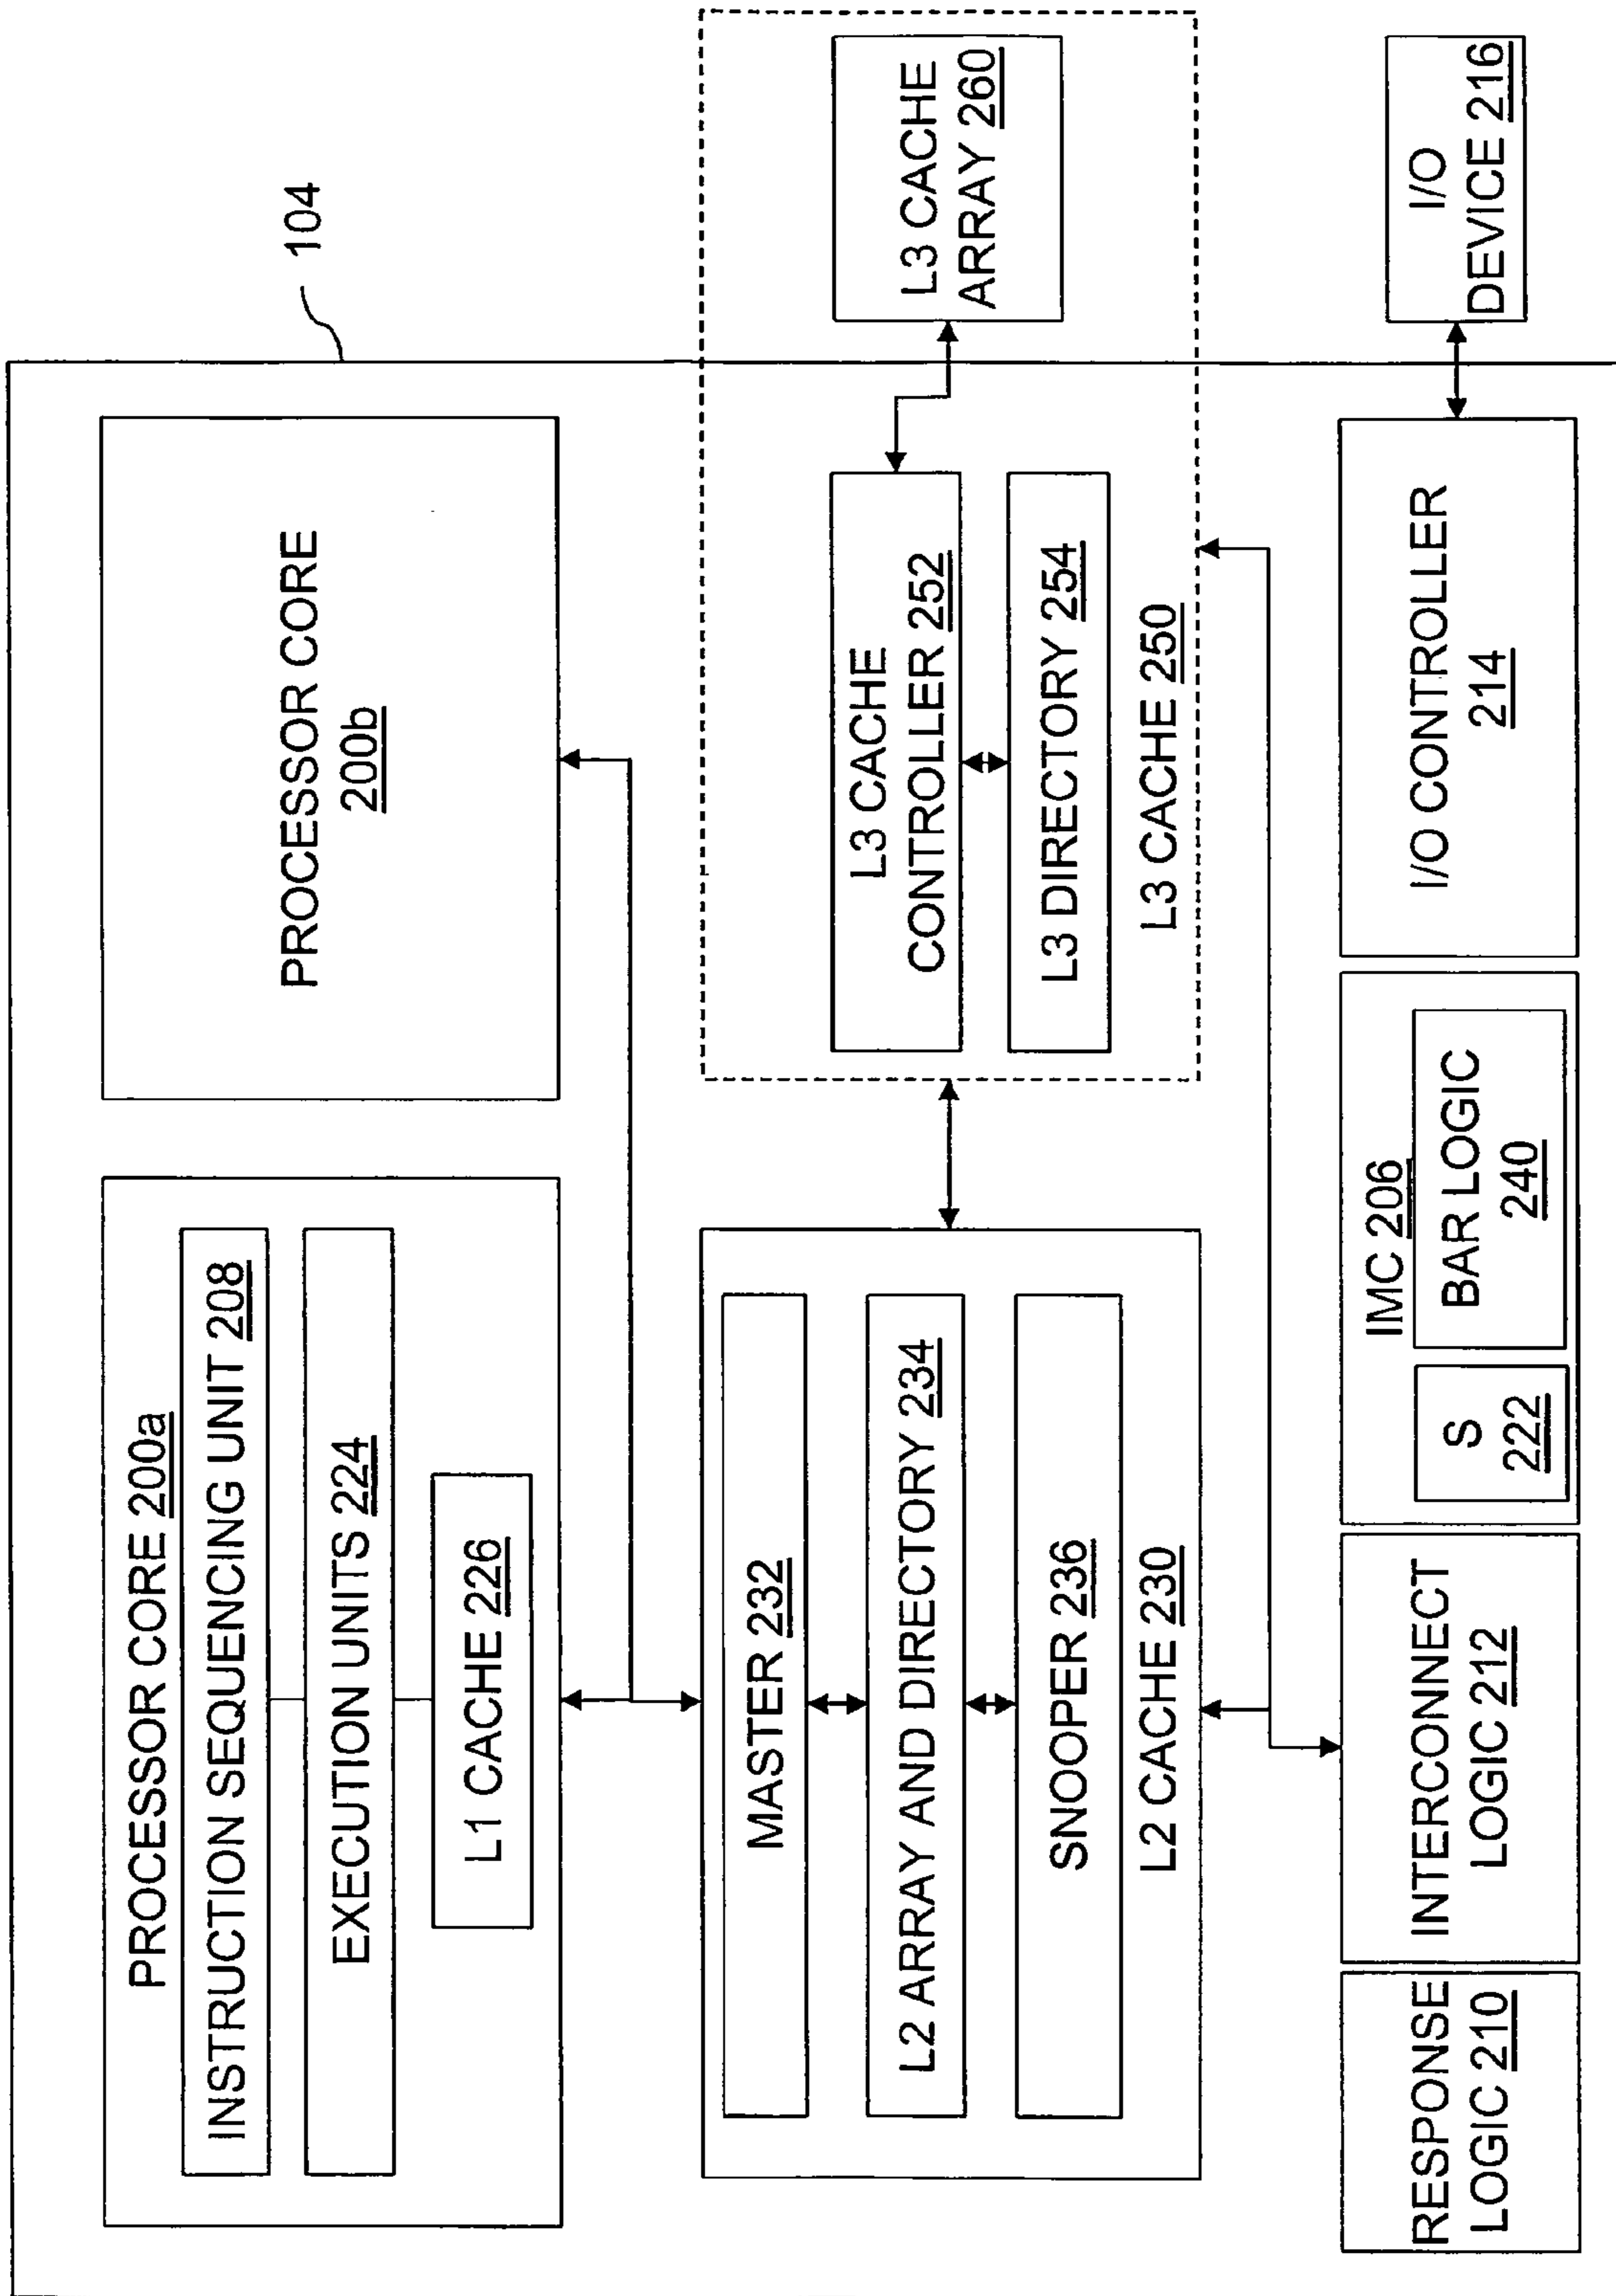 104
PROCESSOR CORE 200a
INSTRUCTION SEQUENCING UNIT 208
EXECUTION UNITS 224
L1 CACHE 226
PROCESSOR CORE
200b
MASTER 232
L2 ARRAY AND DIRECTORY 234
SNOOPER 236
L2 CACHE 230
L3 CACHE
CONTROLLER 252
L3 DIRECTORY 254
L3 CACHE 250
L3 CACHE
ARRAY 260
RESPONSE
LOGIC 210
INTERCONNECT
LOGIC 212
IMC 206
S
222
BAR LOGIC
240
I/O CONTROLLER
214
I/O
DEVICE 216